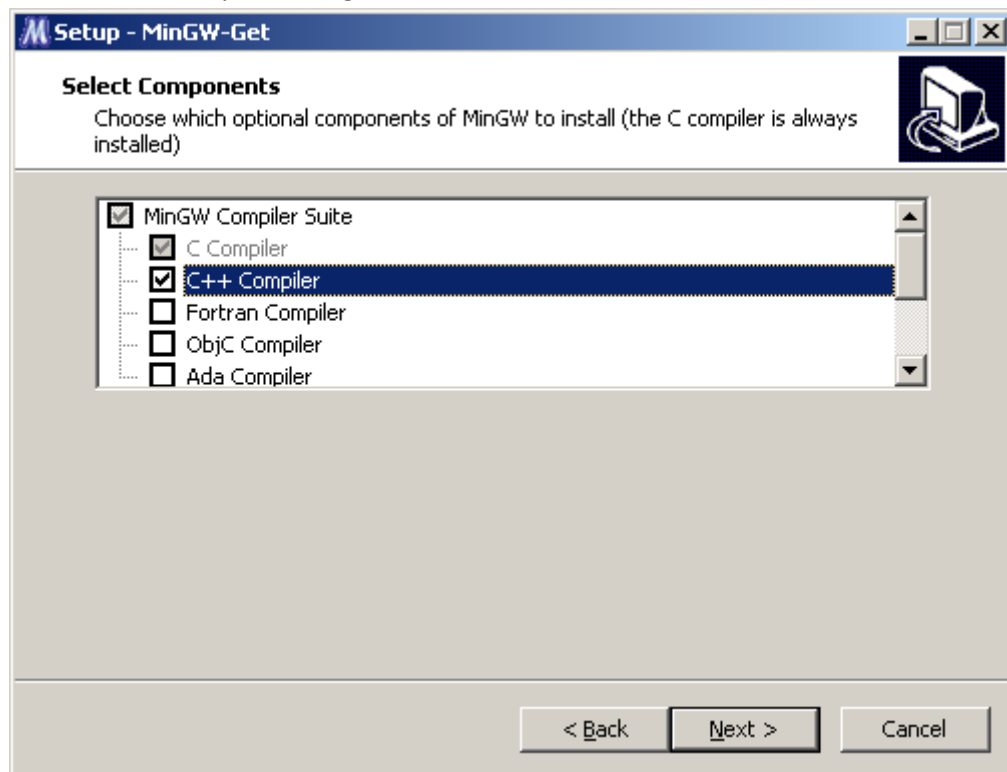 Setup - MinGW-Get
Select Components
Choose which optional components of MinGW to install (the C compiler is always
installed)
MinGW Compiler Suite
C Compiler
C++ Compiler
Fortran Compiler
ObjC Compiler
Ada Compiler
< Back Next > Cancel